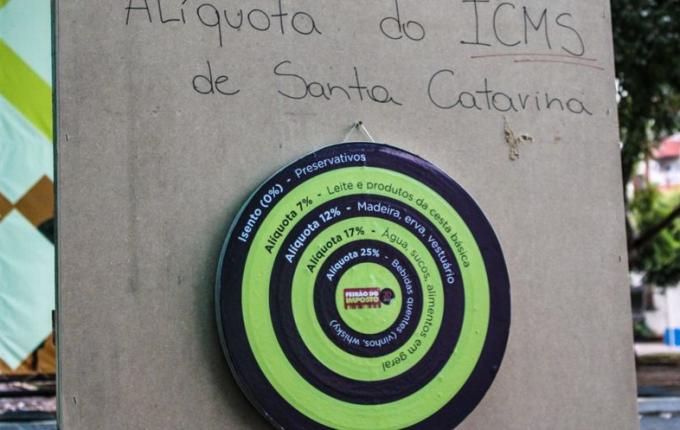 Alíquota do ICMS
de Santa Catarina.
Isento (0%) - Preservativos
Alíquota 7% - Leite e produtos da cesta básica
Alíquota 12% - Madeira, erva, vestuário
Alíquota 17% - Água, sucos, alimentos em geral
Alíquota 25% - Bebidas quentes (vinhos, whisky)
FEIRÃO DO
IMPOSTO